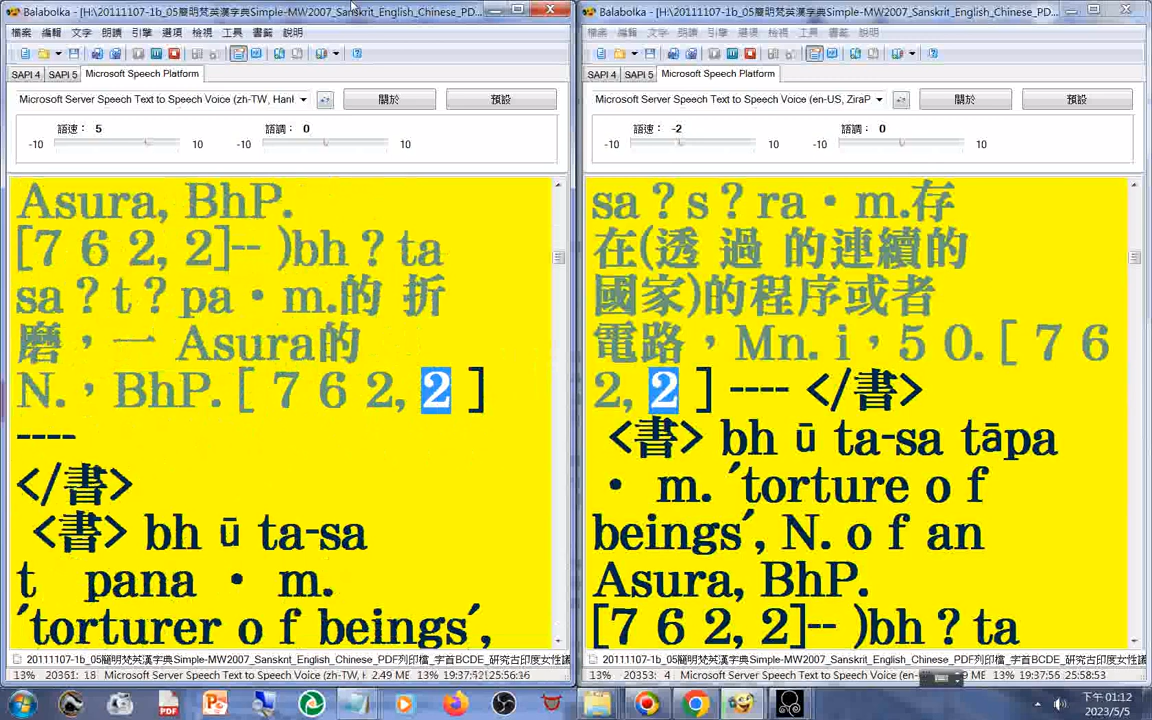 Balabolka - [H:\20111107-1b_05簡明梵英漢字典Simple-MW2007_Sanskrit_English_Chinese_PD...
檔案 編輯 文字 朗讀 引擎 選項 檢視 工具 書籤 說明
SAPI 4 SAPI 5 Microsoft Speech Platform
Microsoft Server Speech Text to Speech Voice (zh-TW, Hanl 關於 預設
語速： 5 語調： 0
-10 10 -10 10
Asura, BhP.
[7 6 2, 2]-- )bh ? ta
sa ? t ? pa • m.的 折
磨，一 Asura的
N.，BhP. [ 7 6 2, 2 ]
----
</書>
<書> bh ū ta-sa
t pana • m.
'torturer o f beings',
20111107-1b_05簡明梵英漢字典Simple-MW2007_Sanskrit_English_Chinese_PDF列印檔_字首BCDE_研究古印度女性議
13% 20361: 18 Microsoft Server Speech Text to Speech Voice (zh-TW, 2.49 ME 13% 19:37:52|25:56:16
Balabolka - [H:\20111107-1b_05簡明梵英漢字典Simple-MW2007_Sanskrit_English_Chinese_PD...
檔案 編輯 文字 朗讀 引擎 選項 檢視 工具 書籤 說明
SAPI 4 SAPI 5 Microsoft Speech Platform
Microsoft Server Speech Text to Speech Voice (en-US, ZiraP 關於 預設
語速： -2 語調： 0
-10 10 -10 10
sa ? s ? ra • m.存
在(透 過 的連續的
國家)的程序或者
電路，Mn. i，5 0. [ 7 6
2, 2 ] ---- </書>
<書> bh ū ta-sa tāpa
• m. 'torture o f
beings', N. o f an
Asura, BhP.
[7 6 2, 2]-- )bh ? ta
20111107-1b_05簡明梵英漢字典Simple-MW2007_Sanskrit_English_Chinese_PDF列印檔_字首BCDE_研究古印度女性議
13% 20353: 4 Microsoft Server Speech Text to Speech Voice (en-US, ME 13% 19:37:55 25:58:53
PDF
下午 01:12
2023/5/5